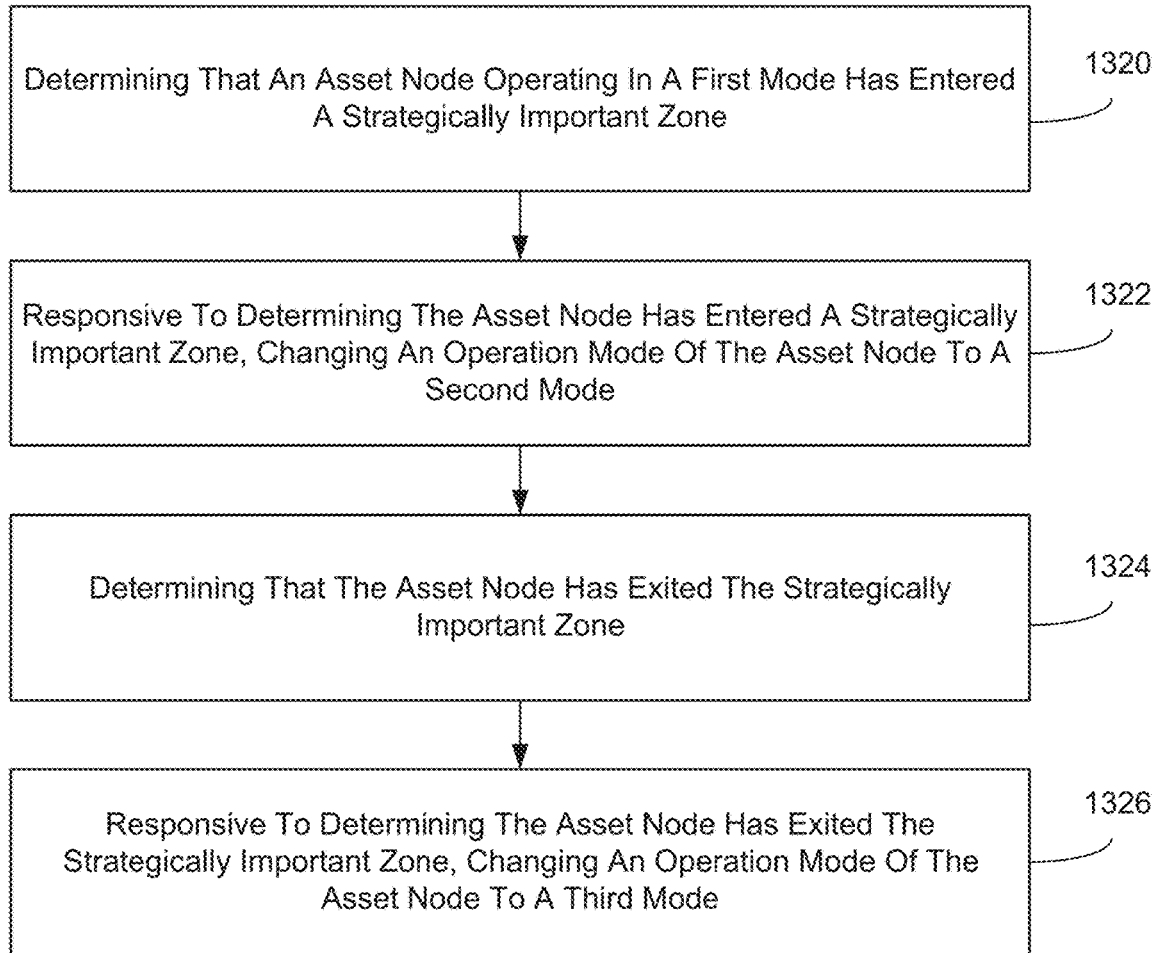 Determining That An Asset Node Operating In A First Mode Has Entered
A Strategically Important Zone
1320
Responsive To Determining The Asset Node Has Entered A Strategically
Important Zone, Changing An Operation Mode Of The Asset Node To A
Second Mode
1322
Determining That The Asset Node Has Exited The Strategically
Important Zone
1324
Responsive To Determining The Asset Node Has Exited The
Strategically Important Zone, Changing An Operation Mode Of The
Asset Node To A Third Mode
1326